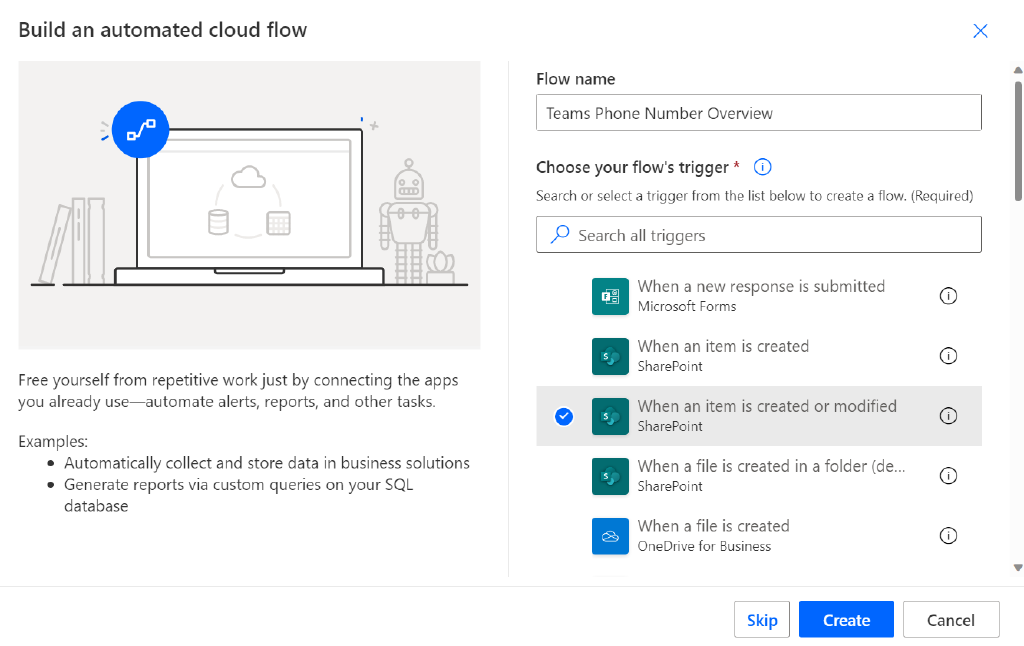 Build an automated cloud flow
Free yourself from repetitive work just by connecting the apps
you already use—automate alerts, reports, and other tasks.
Examples:
Automatically collect and store data in business solutions
Generate reports via custom queries on your SQL
database
Flow name
Teams Phone Number Overview
Choose your flow's trigger *
Search or select a trigger from the list below to create a flow. (Required)
Search all triggers
When a new response is submitted
Microsoft Forms
When an item is created
SharePoint
When an item is created or modified
SharePoint
When a file is created in a folder (de...
SharePoint
When a file is created
OneDrive for Business
Skip
Create
Cancel